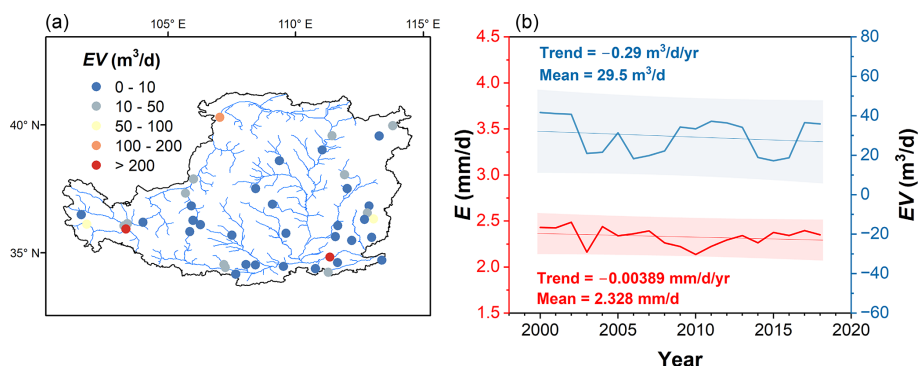 (a)
105° E
110° E
115° E
EV (m³/d)
0 - 10
10 - 50
50 - 100
100 - 200
> 200
40° N
35° N
(b)
4.5
4.0
3.5
3.0
2.5
2.0
1.5
E (mm/d)
Trend = −0.29 m³/d/yr
Mean = 29.5 m³/d
Trend = −0.00389 mm/d/yr
Mean = 2.328 mm/d
80
60
40
20
0
−20
−40
−60
EV (m³/d)
2000
2005
2010
2015
2020
Year